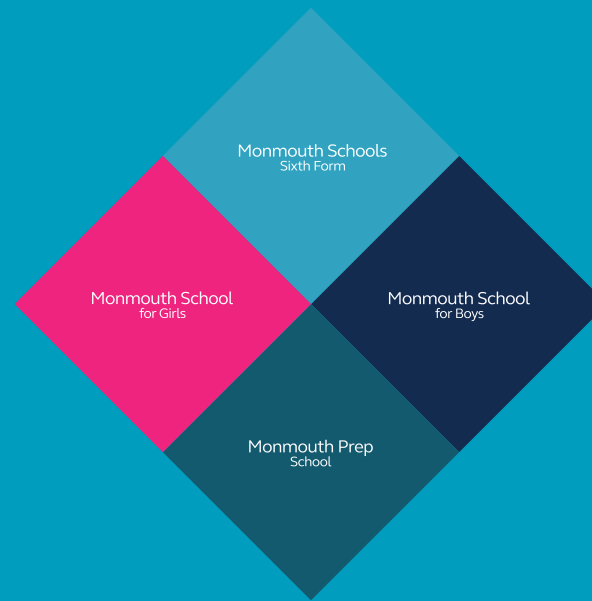 Monmouth Schools
Sixth Form
Monmouth School
for Girls
Monmouth School
for Boys
Monmouth Prep
School